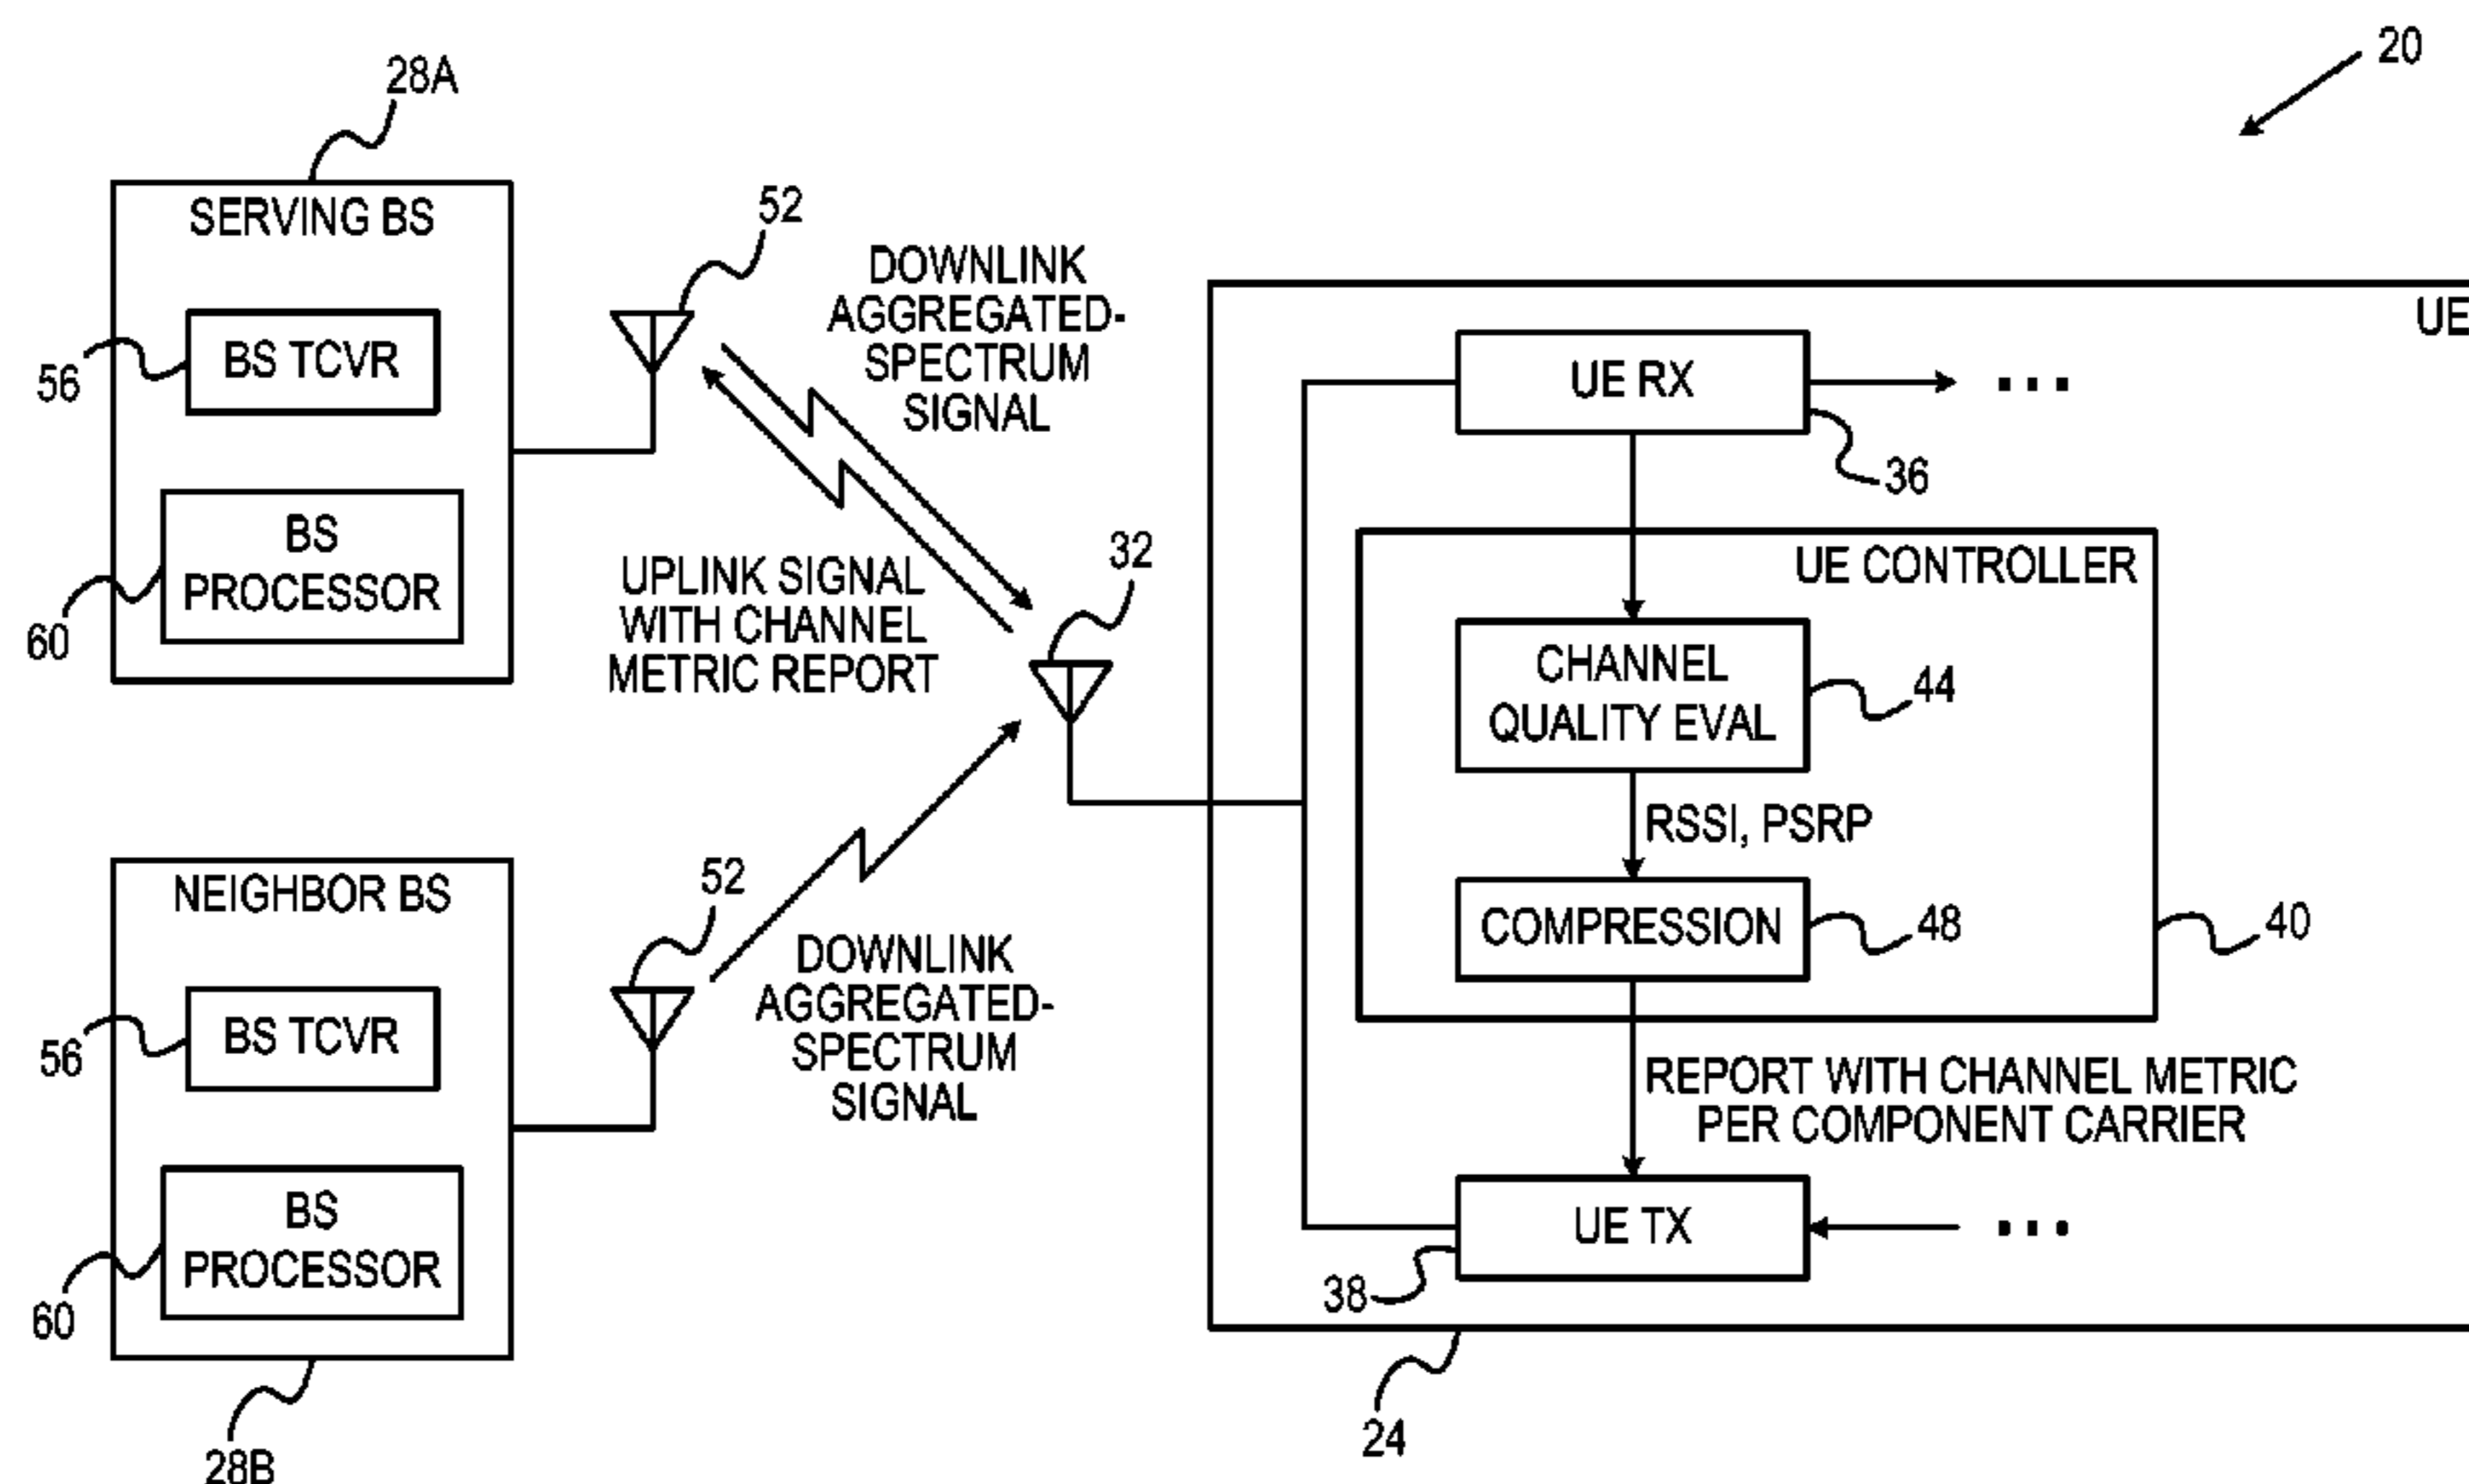 20
28A
SERVING BS
52
BS TCVR
56
BS
PROCESSOR
60
DOWNLINK
AGGREGATED-
SPECTRUM
SIGNAL
UPLINK SIGNAL
WITH CHANNEL
METRIC REPORT
32
NEIGHBOR BS
52
BS TCVR
56
BS
PROCESSOR
60
28B
DOWNLINK
AGGREGATED-
SPECTRUM
SIGNAL
UE
UE RX
36
UE CONTROLLER
CHANNEL
QUALITY EVAL
44
RSSI, PSRP
COMPRESSION
48
40
REPORT WITH CHANNEL METRIC
PER COMPONENT CARRIER
UE TX
38
24